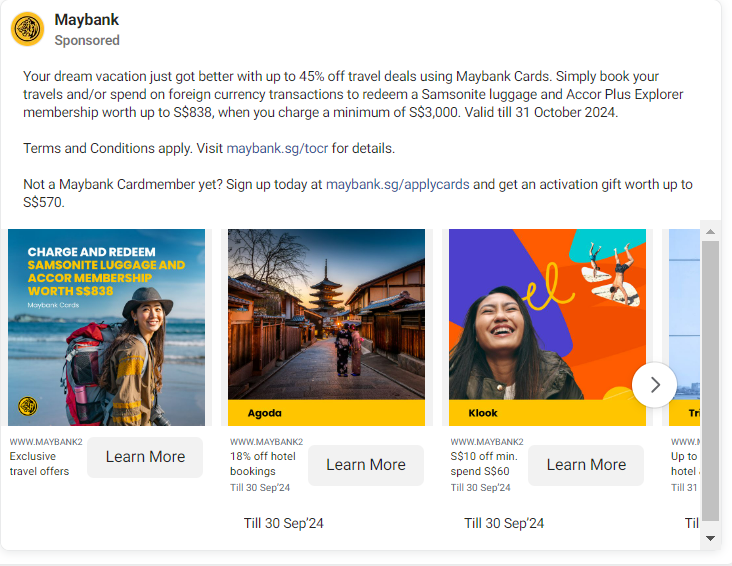 Maybank
Sponsored
Your dream vacation just got better with up to 45% off travel deals using Maybank Cards. Simply book your
travels and/or spend on foreign currency transactions to redeem a Samsonite luggage and Accor Plus Explorer
membership worth up to S$838, when you charge a minimum of S$3,000. Valid till 31 October 2024.
Terms and Conditions apply. Visit maybank.sg/tocr for details.
Not a Maybank Cardmember yet? Sign up today at maybank.sg/applycards and get an activation gift worth up to
S$570.
CHARGE AND REDEEM
SAMSONITE LUGGAGE AND
ACCOR MEMBERSHIP
WORTH S$838
Maybank Cards
WWW.MAYBANK2
Exclusive
travel offers
Learn More
Agoda
WWW.MAYBANK2
18% off hotel
bookings
Till 30 Sep'24
Learn More
Till 30 Sep'24
el
Klook
WWW.MAYBANK2
S$10 off min.
spend S$60
Till 30 Sep'24
Learn More
Till 30 Sep'24
Tri
WWW.M
Up to
hotel
Till 31
Til